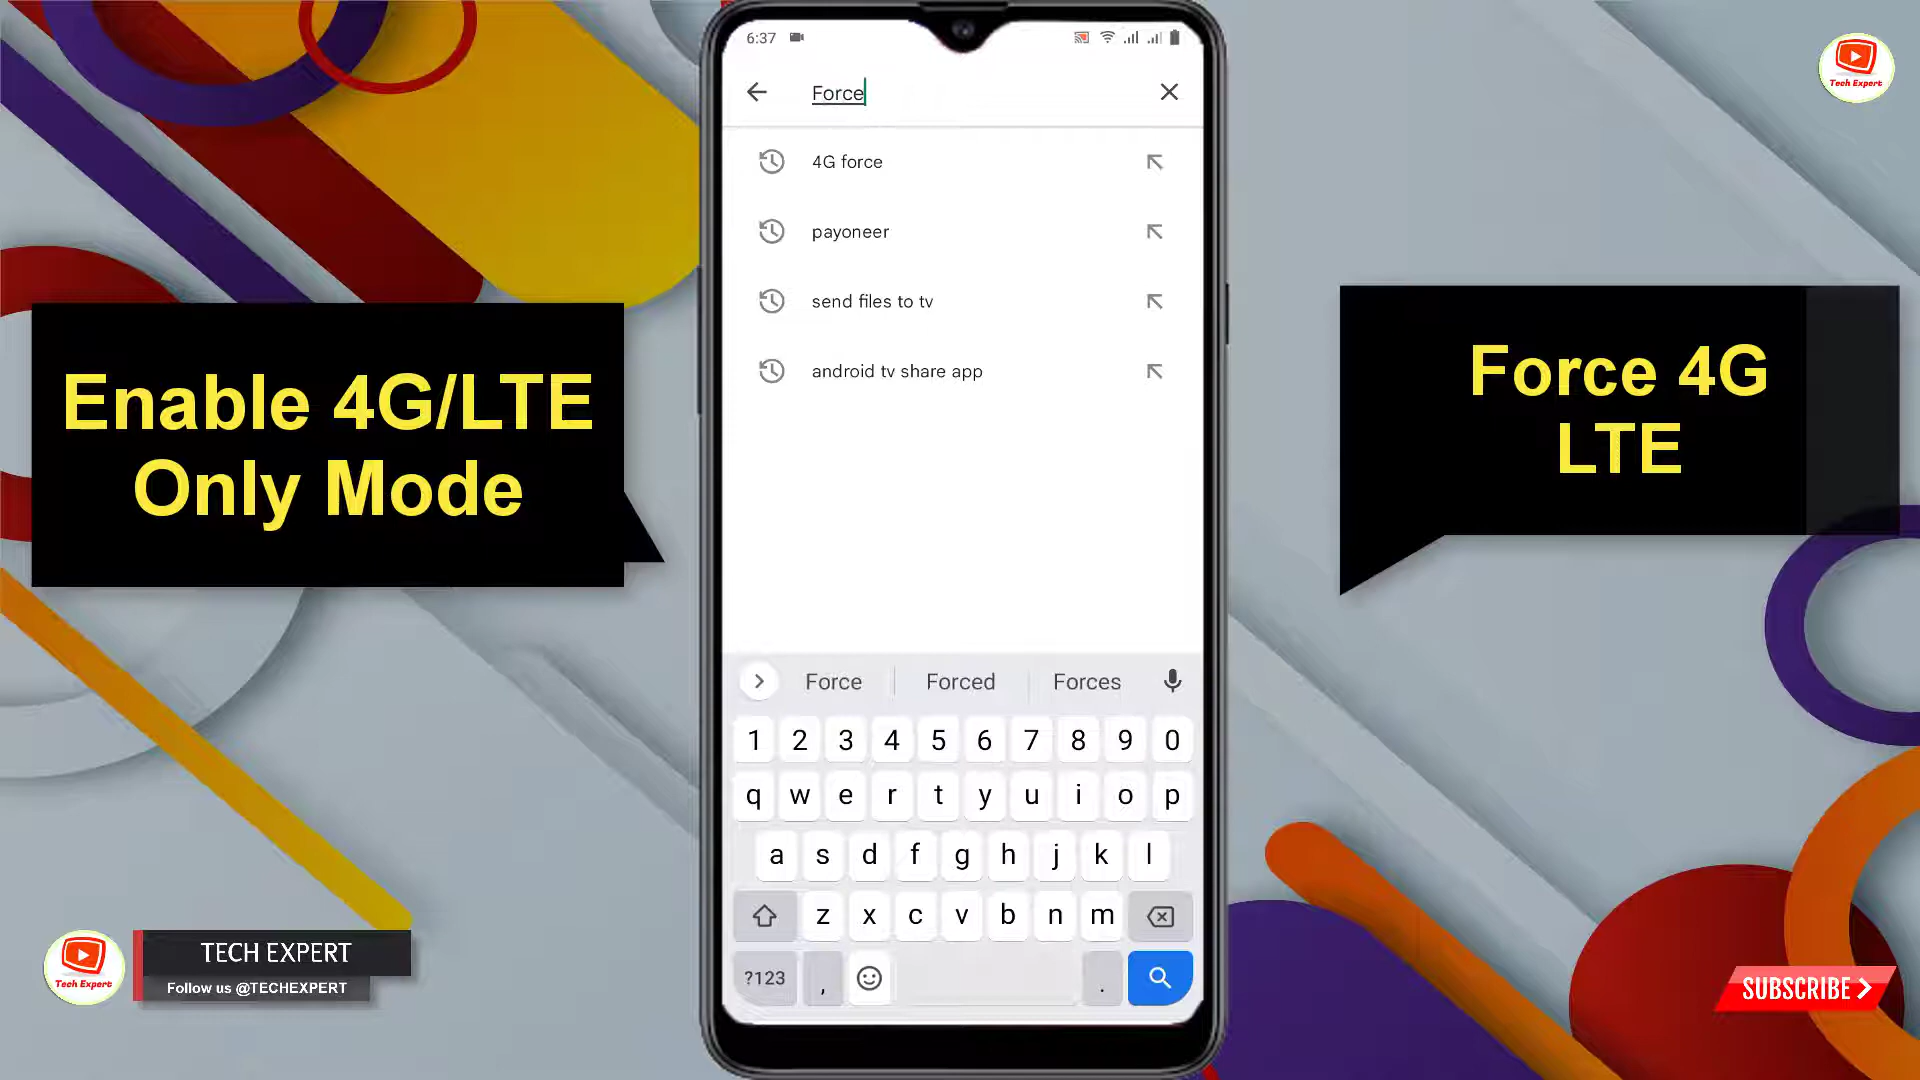 6:37
Force
4G force
payoneer
send files to tv
android tv share app
Force Forced Forces
1 2 3 4 5 6 7 8 9 0
q w e r t y u i o p
a s d f g h j k l
z x c v b n m
?123 , .
Enable 4G/LTE
Only Mode
Force 4G
LTE
Tech Expert
Tech Expert
TECH EXPERT
Follow us @TECHEXPERT
SUBSCRIBE